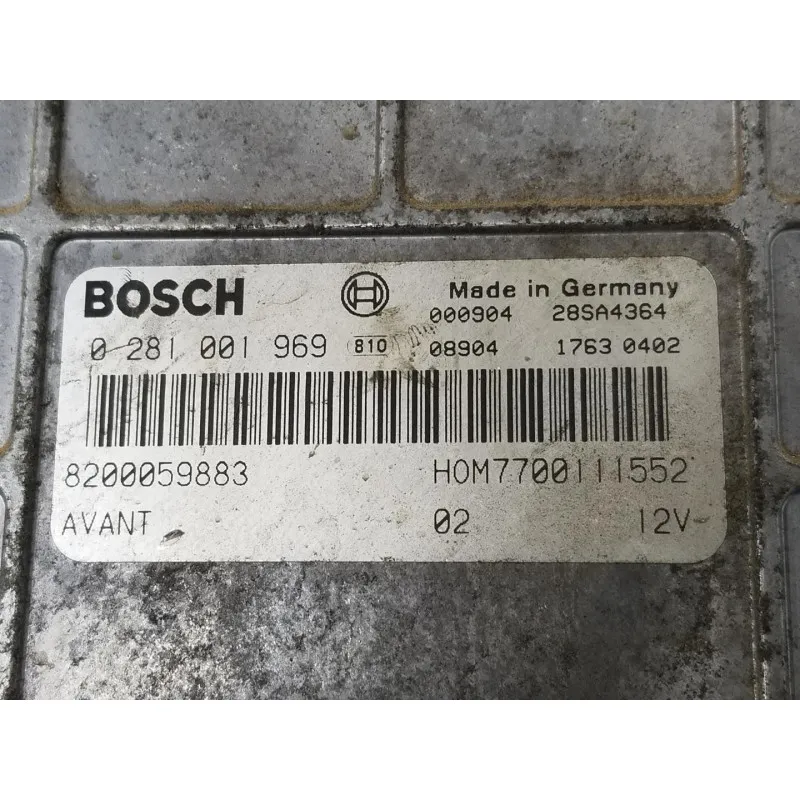 BOSCH Made in Germany
000904 28SA4364
0 281 001 969 810 08904 1763 0402
8200059883 HOM7700111552
AVANT 02 12V